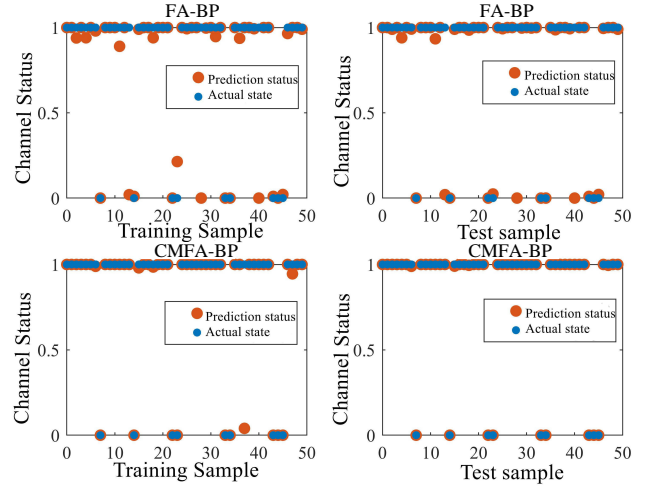 FA-BP
1
0.5
0
Channel Status
Prediction status
Actual state
0 10 20 30 40 50
Training Sample
FA-BP
1
0.5
0
Channel Status
Prediction status
Actual state
0 10 20 30 40 50
Test sample
CMFA-BP
1
0.5
0
Channel Status
Prediction status
Actual state
0 10 20 30 40 50
Training Sample
CMFA-BP
1
0.5
0
Channel Status
Prediction status
Actual state
0 10 20 30 40 50
Test sample